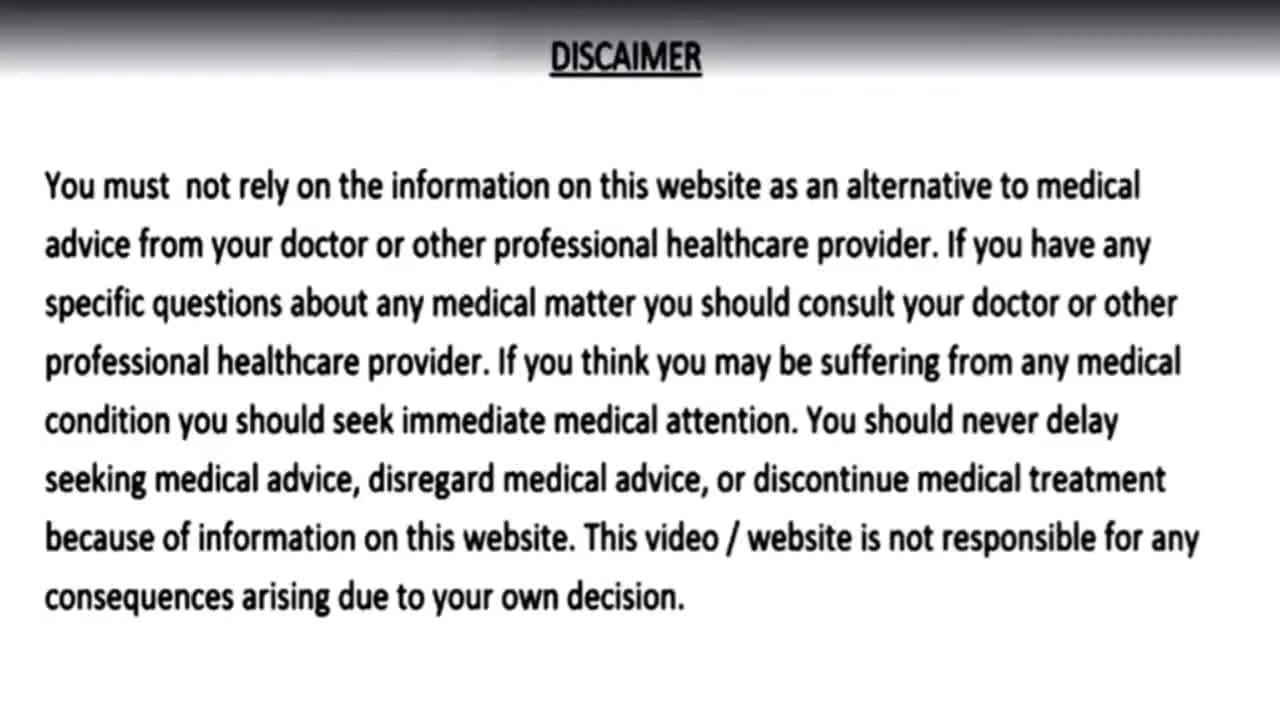 DISCAIMER
You must  not rely on the information on this website as an alternative to medical
advice from your doctor or other professional healthcare provider. If you have any
specific questions about any medical matter you should consult your doctor or other
professional healthcare provider. If you think you may be suffering from any medical
condition you should seek immediate medical attention. You should never delay
seeking medical advice, disregard medical advice, or discontinue medical treatment
because of information on this website. This video / website is not responsible for any
consequences arising due to your own decision.